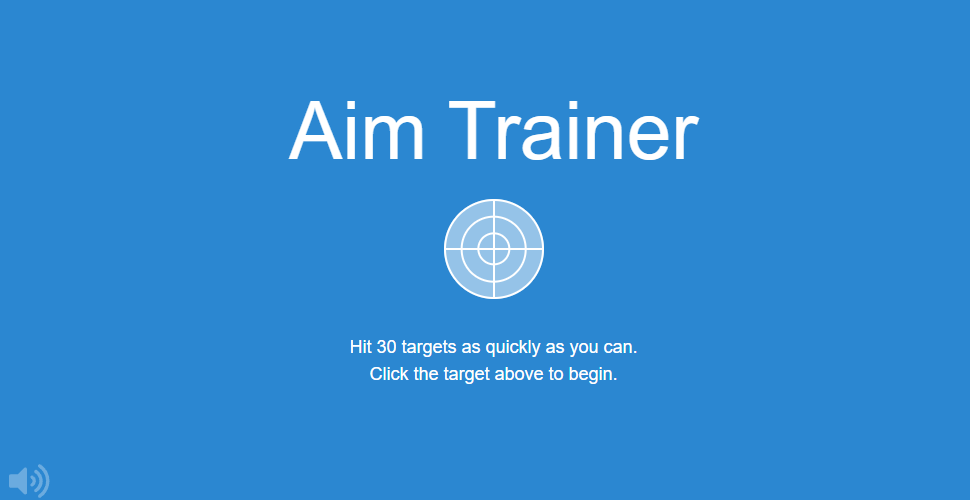 Aim Trainer
Hit 30 targets as quickly as you can.
Click the target above to begin.